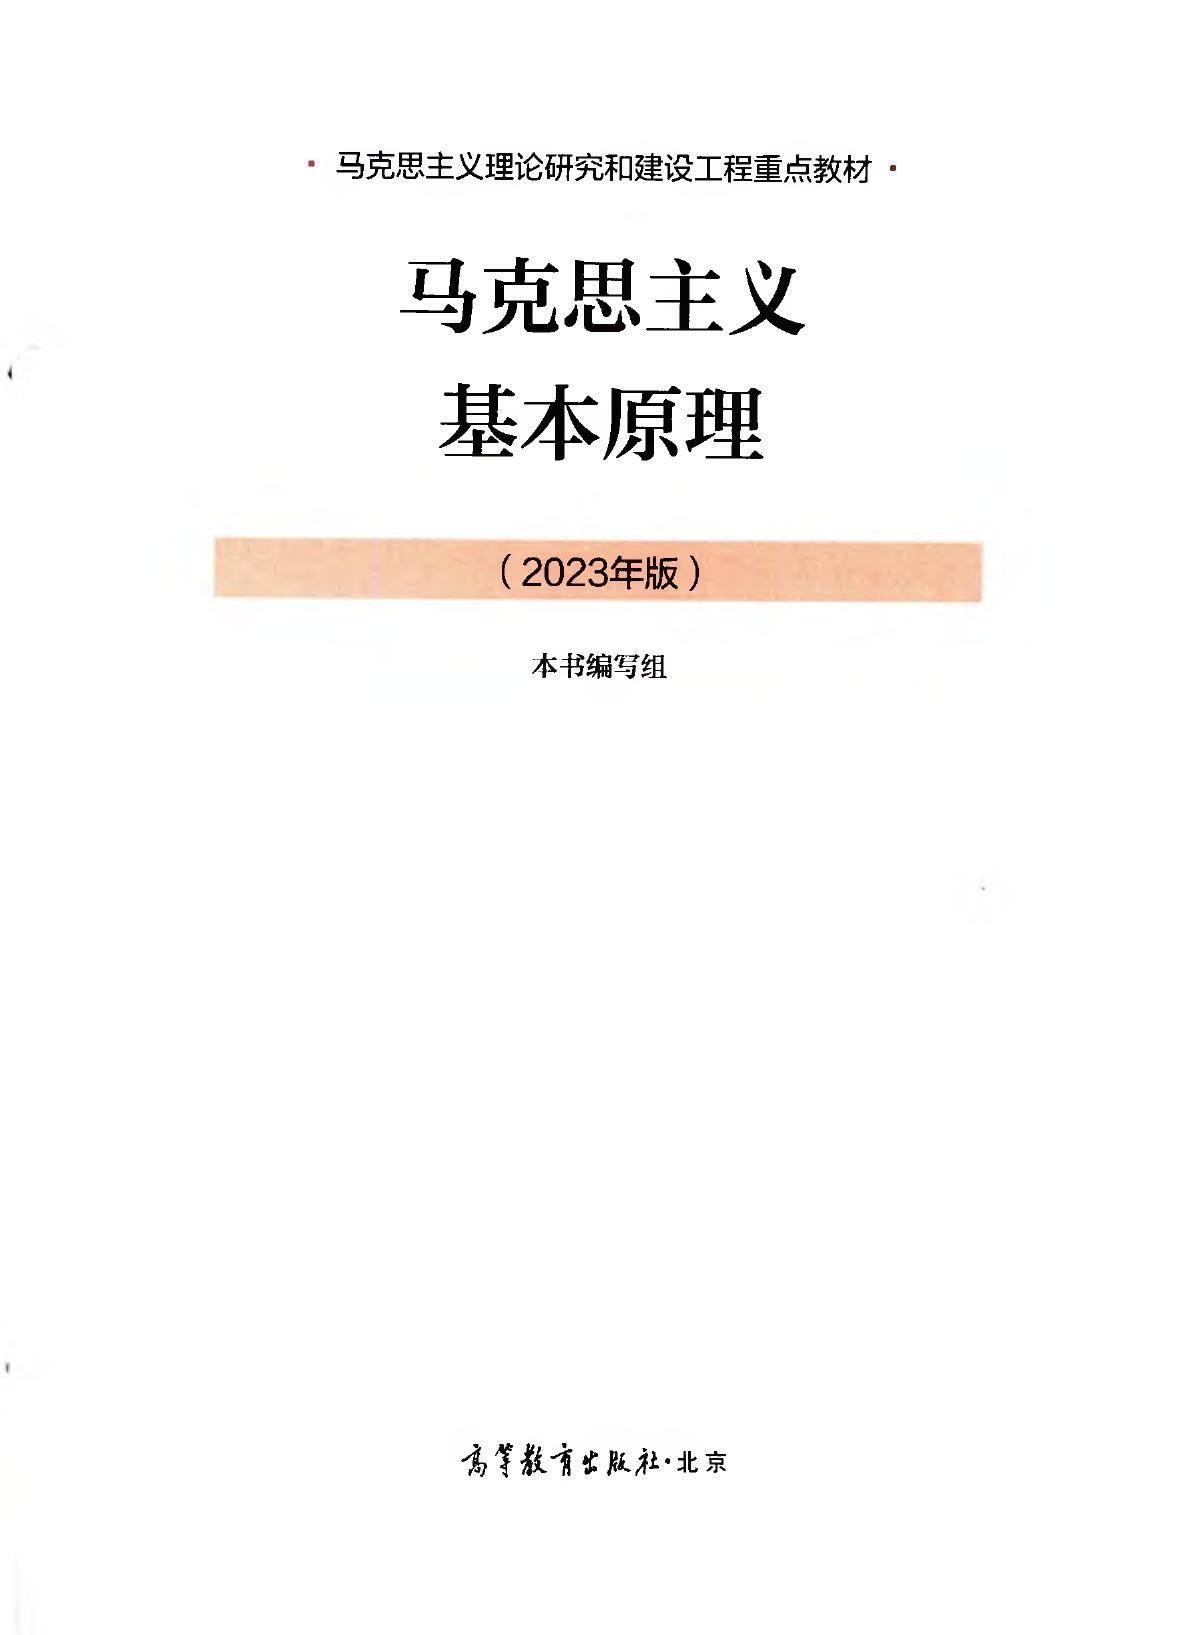 · 马克思主义理论研究和建设工程重点教材 ·
马克思主义
基本原理
（2023年版）
本书编写组
高等教育出版社·北京